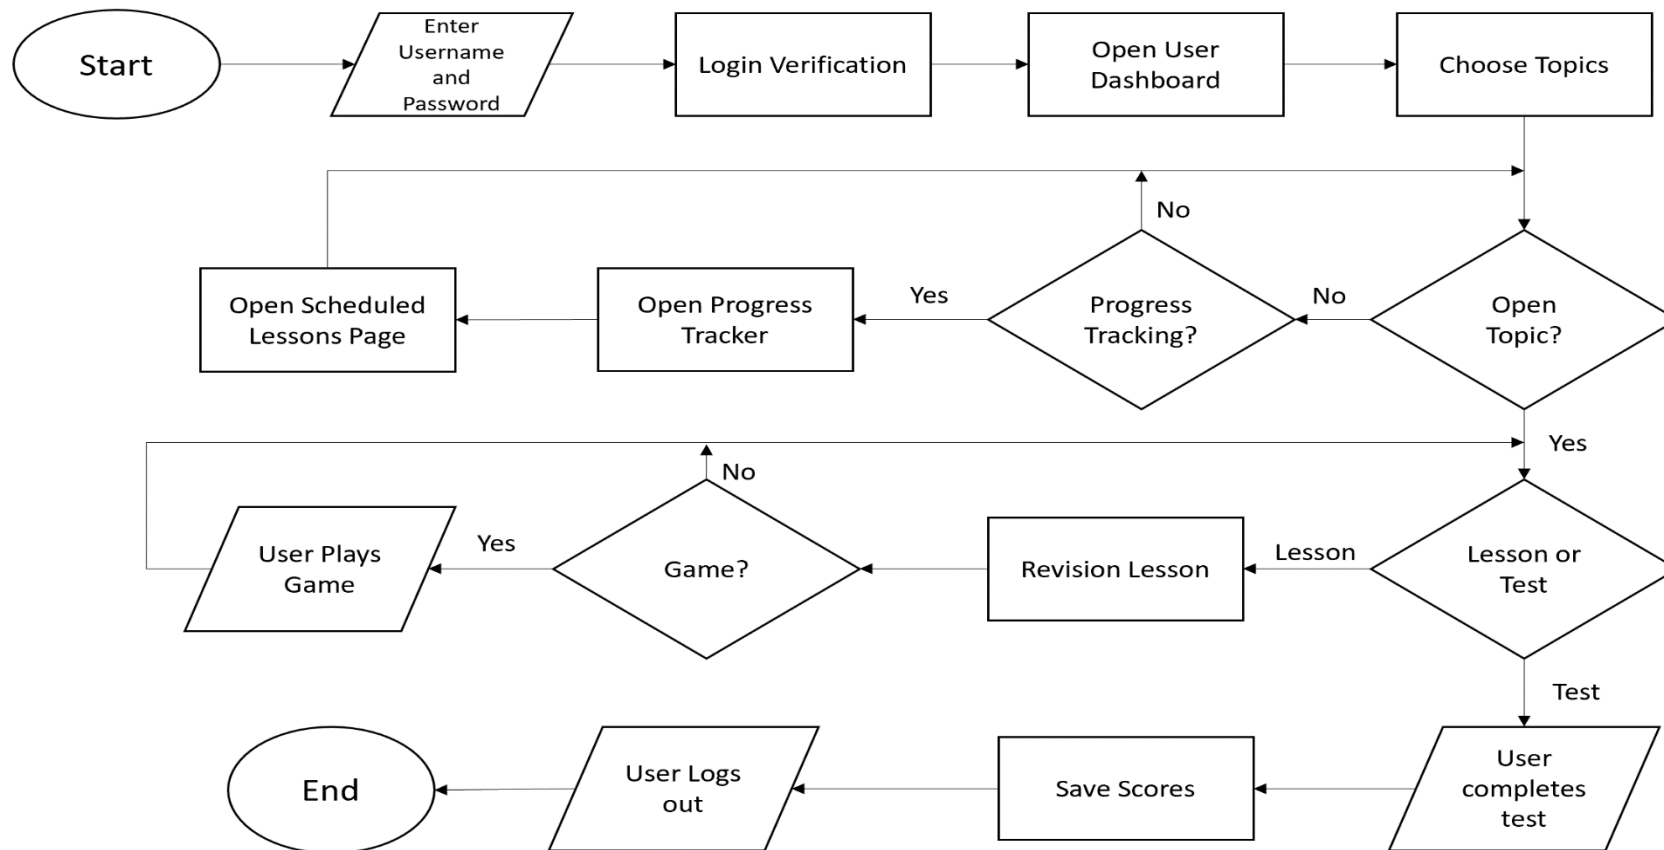 Start
Enter
Username
and
Password
Login Verification
Open User
Dashboard
Choose Topics
No
Open Scheduled
Lessons Page
Open Progress
Tracker
Yes
Progress
Tracking?
No
Open
Topic?
Yes
No
User Plays
Game
Yes
Game?
Revision Lesson
Lesson
Lesson or
Test
Test
End
User Logs
out
Save Scores
User
completes
test